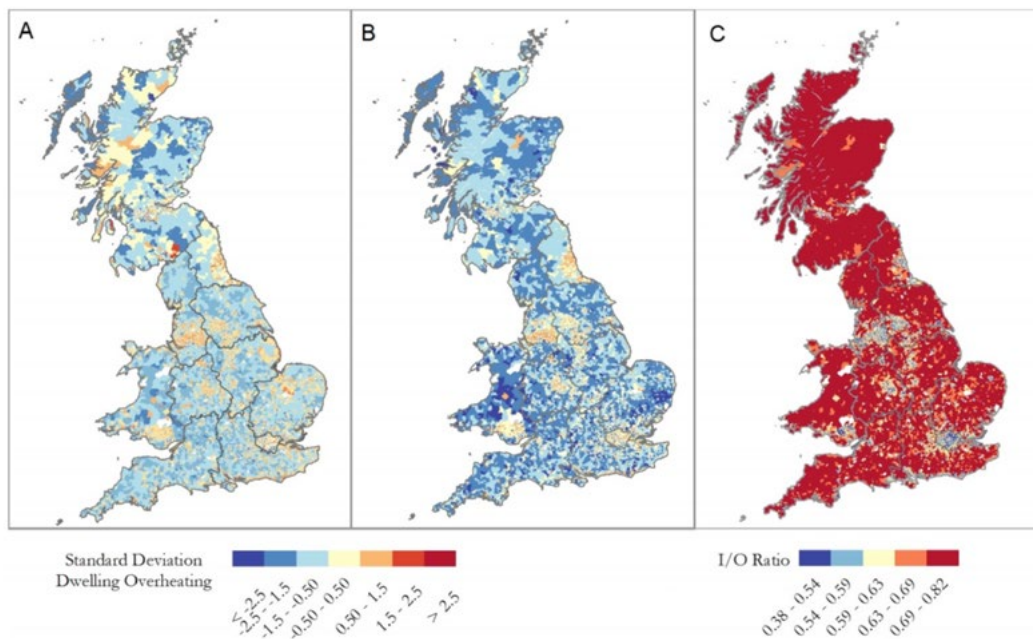 A
B
C
Standard Deviation
Dwelling Overheating
≤ -2.5
-2.5 - -1.5
-1.5 - -0.50
-0.50 - 0.50
0.50 - 1.5
1.5 - 2.5
> 2.5
I/O Ratio
0.38 - 0.54
0.54 - 0.59
0.59 - 0.63
0.63 - 0.69
0.69 - 0.82